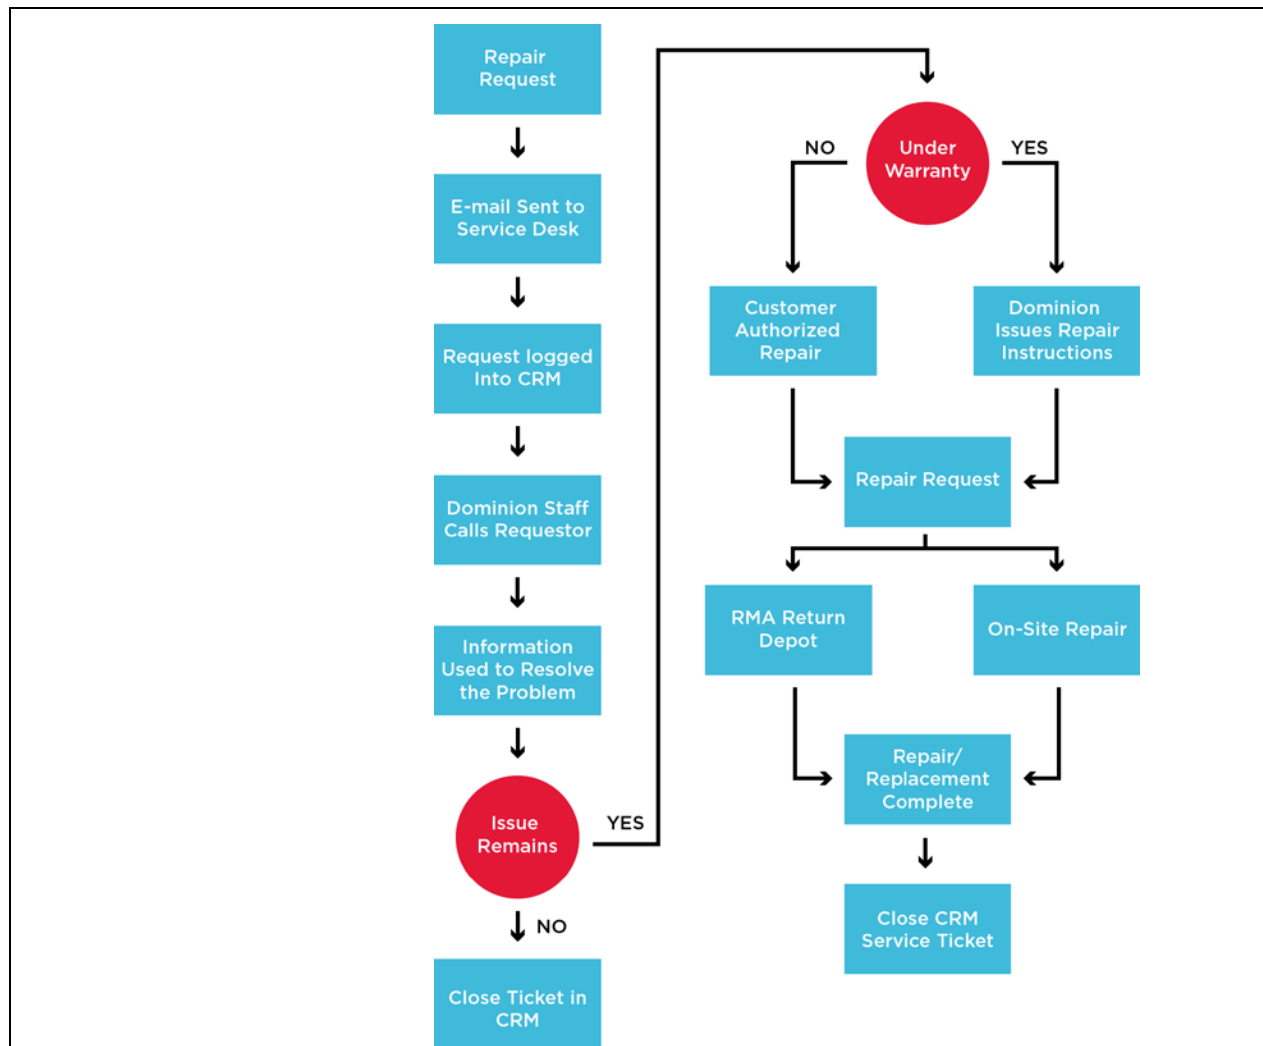 Repair
Request
E-mail Sent to
Service Desk
Request logged
Into CRM
Dominion Staff
Calls Requestor
Information
Used to Resolve
the Problem
Issue
Remains
YES
NO
Close Ticket in
CRM
Under
Warranty
NO
YES
Customer
Authorized
Repair
Dominion
Issues Repair
Instructions
Repair Request
RMA Return
Depot
On-Site Repair
Repair/
Replacement
Complete
Close CRM
Service Ticket